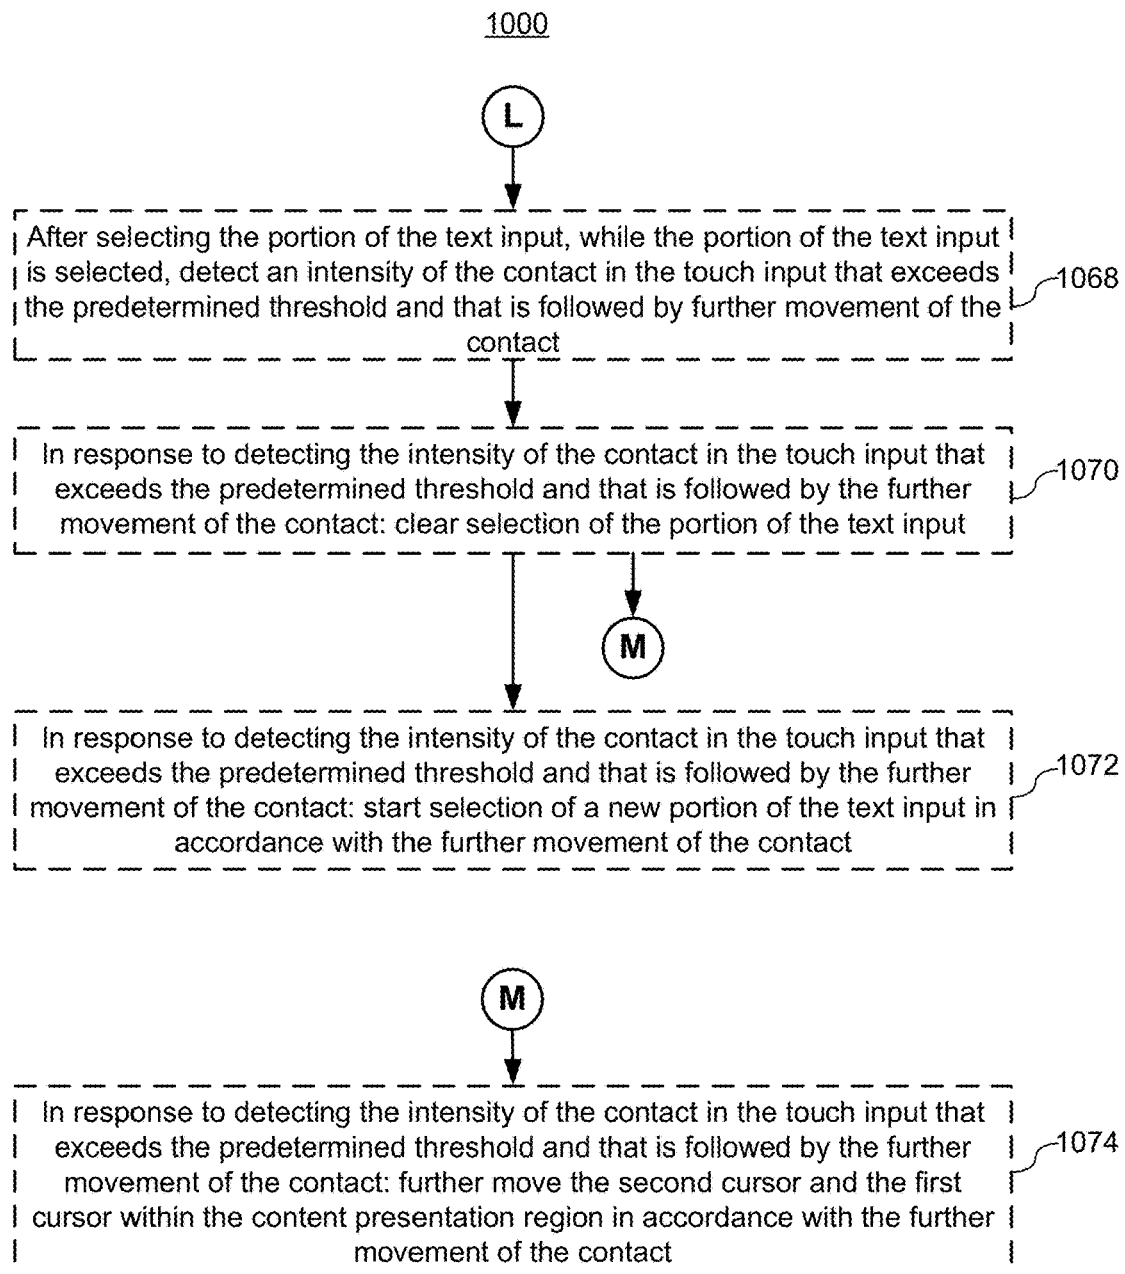 1000
L
After selecting the portion of the text input, while the portion of the text input
is selected, detect an intensity of the contact in the touch input that exceeds
the predetermined threshold and that is followed by further movement of the
contact
1068
In response to detecting the intensity of the contact in the touch input that
exceeds the predetermined threshold and that is followed by the further
movement of the contact: clear selection of the portion of the text input
1070
M
In response to detecting the intensity of the contact in the touch input that
exceeds the predetermined threshold and that is followed by the further
movement of the contact: start selection of a new portion of the text input in
accordance with the further movement of the contact
1072
M
In response to detecting the intensity of the contact in the touch input that
exceeds the predetermined threshold and that is followed by the further
movement of the contact: further move the second cursor and the first
cursor within the content presentation region in accordance with the further
movement of the contact
1074